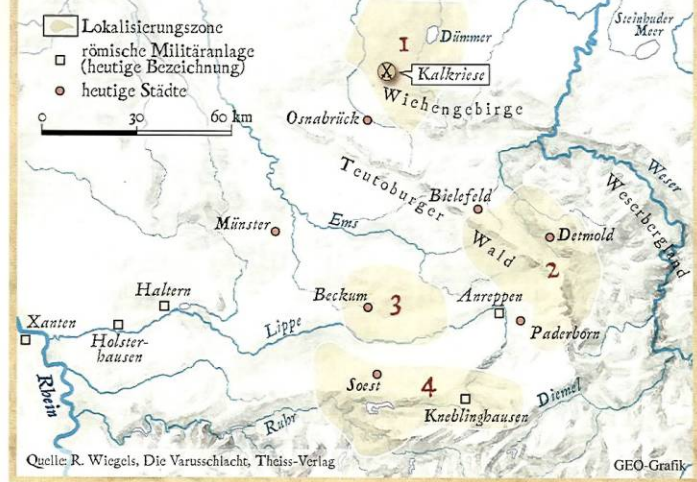 Lokalisierungszone
römische Militäranlage
(heutige Bezeichnung)
heutige Städte
0 30 60 km
1
Dümmer
Steinhuder
Meer
X
Kalkriese
Wiehengebirge
Osnabrück
Teutoburger
Wald
Bielefeld
Weser
Weserbergland
Münster
Ems
Detmold
2
Haltern
Beckum
3
Anreppen
Xanten
Holster-
hausen
Lippe
Paderborn
Rhein
Soest
4
Kneblinghausen
Diemel
Ruhr
Quelle: R. Wiegels, Die Varusschlacht, Theiss-Verlag
GEO-Grafik